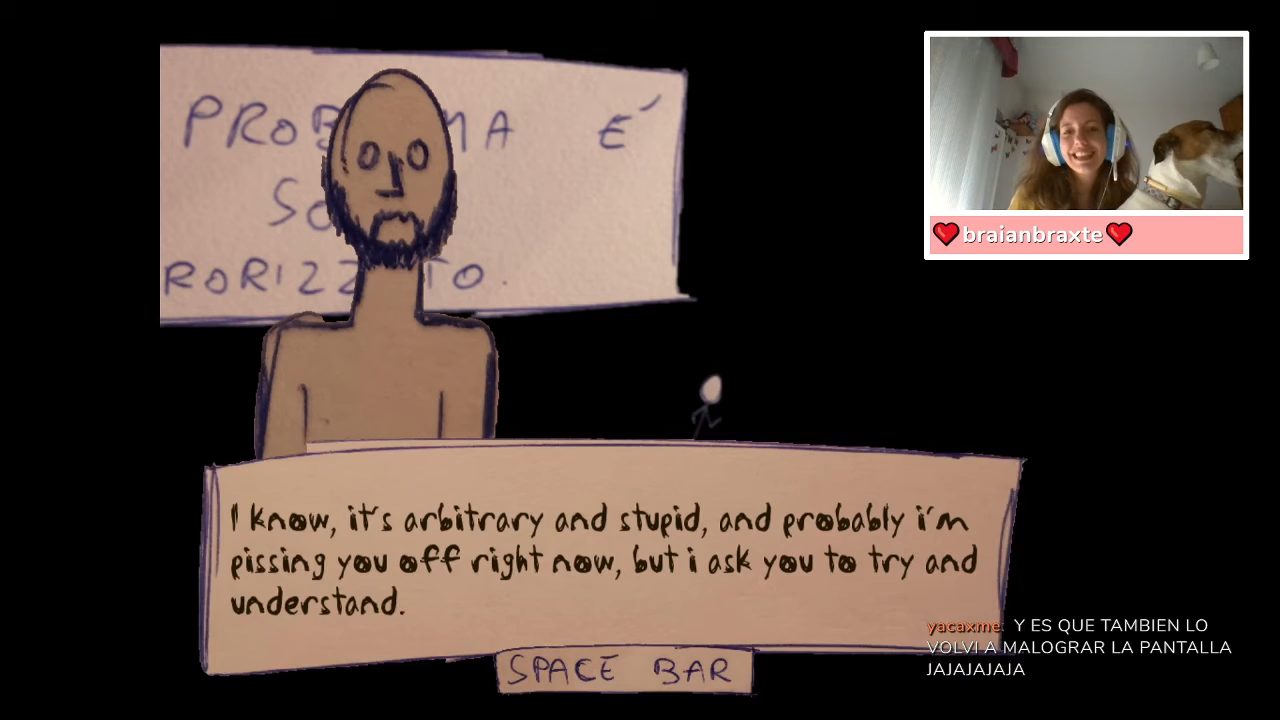 PROB MA É
SO
RORIZZ TO.
❤braianbraxte❤
I know, it's arbitrary and stupid, and probably i'm
pissing you off right now, but i ask you to try and
understand.
SPACE BAR
yacaxme: Y ES QUE TAMBIEN LO
VOLVI A MALOGRAR LA PANTALLA
JAJAJAJAJA